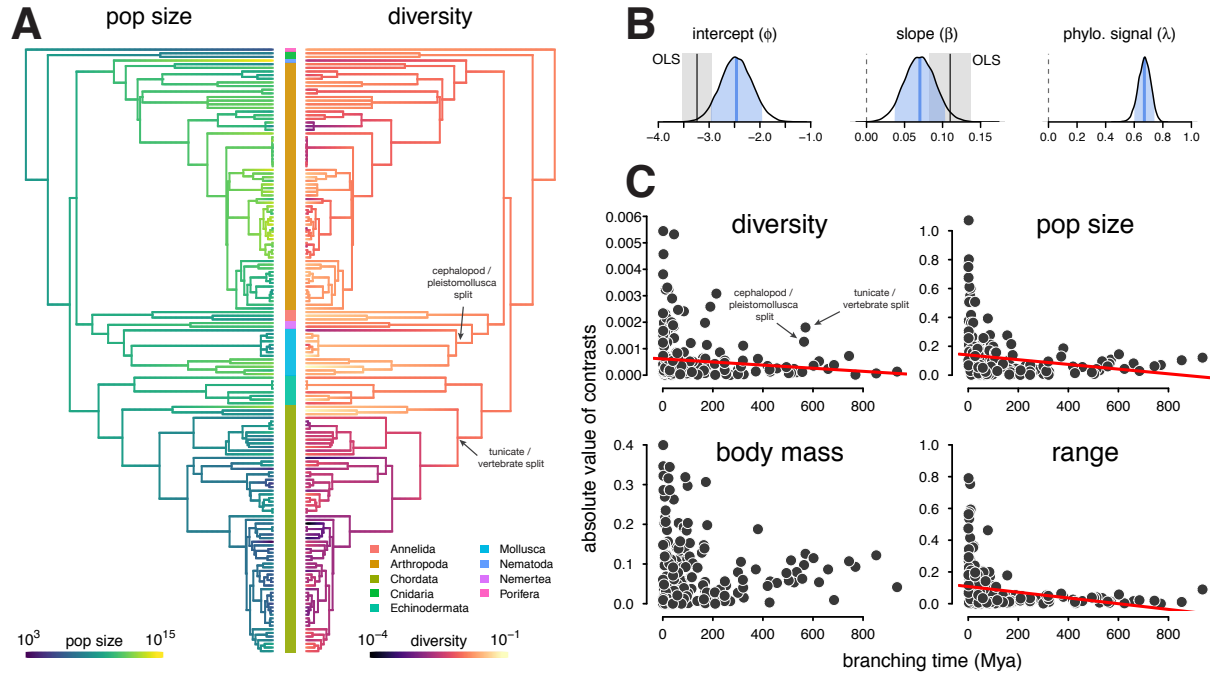 A
pop size
diversity
cephalopod /
pleistomollusca
split
tunicate /
vertebrate split
Annelida
Arthropoda
Chordata
Cnidaria
Echinodermata
Mollusca
Nematoda
Nemertea
Porifera
10^3 pop size 10^15
10^-4 diversity 10^-1
B
intercept (ϕ)
OLS
−4.0 −3.0 −2.0 −1.0
slope (β)
OLS
0.00 0.05 0.10 0.15
phylo. signal (λ)
0.0 0.2 0.4 0.6 0.8 1.0
C
absolute value of contrasts
diversity
0.006
0.005
0.004
0.003
0.002
0.001
0.000
cephalopod /
pleistomollusca
split
tunicate /
vertebrate split
0 200 400 600 800
pop size
1.0
0.8
0.6
0.4
0.2
0.0
0 200 400 600 800
body mass
0.4
0.3
0.2
0.1
0.0
0 200 400 600 800
range
1.0
0.8
0.6
0.4
0.2
0.0
0 200 400 600 800
branching time (Mya)